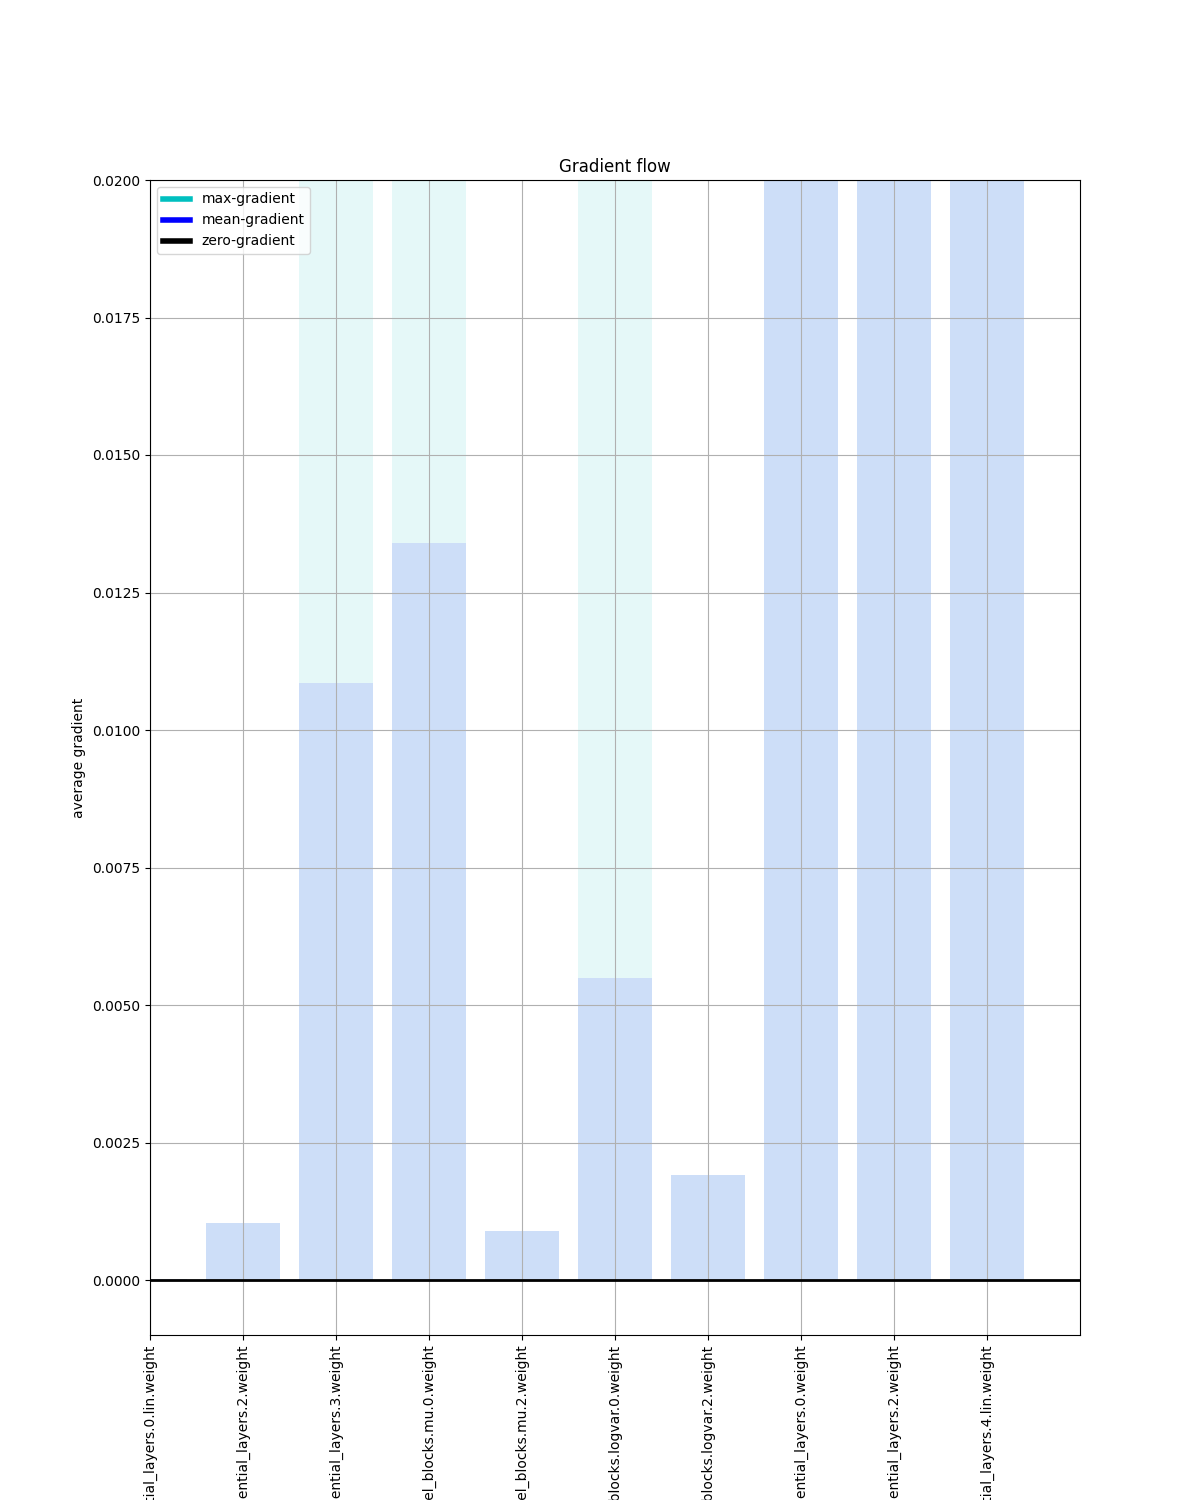 Gradient flow
max-gradient
mean-gradient
zero-gradient
0.0200
0.0175
0.0150
0.0125
0.0100
0.0075
0.0050
0.0025
0.0000
average gradient
tial_layers.0.lin.weight
ential_layers.2.weight
ential_layers.3.weight
el_blocks.mu.0.weight
el_blocks.mu.2.weight
blocks.logvar.0.weight
blocks.logvar.2.weight
ential_layers.0.weight
ential_layers.2.weight
tial_layers.4.lin.weight